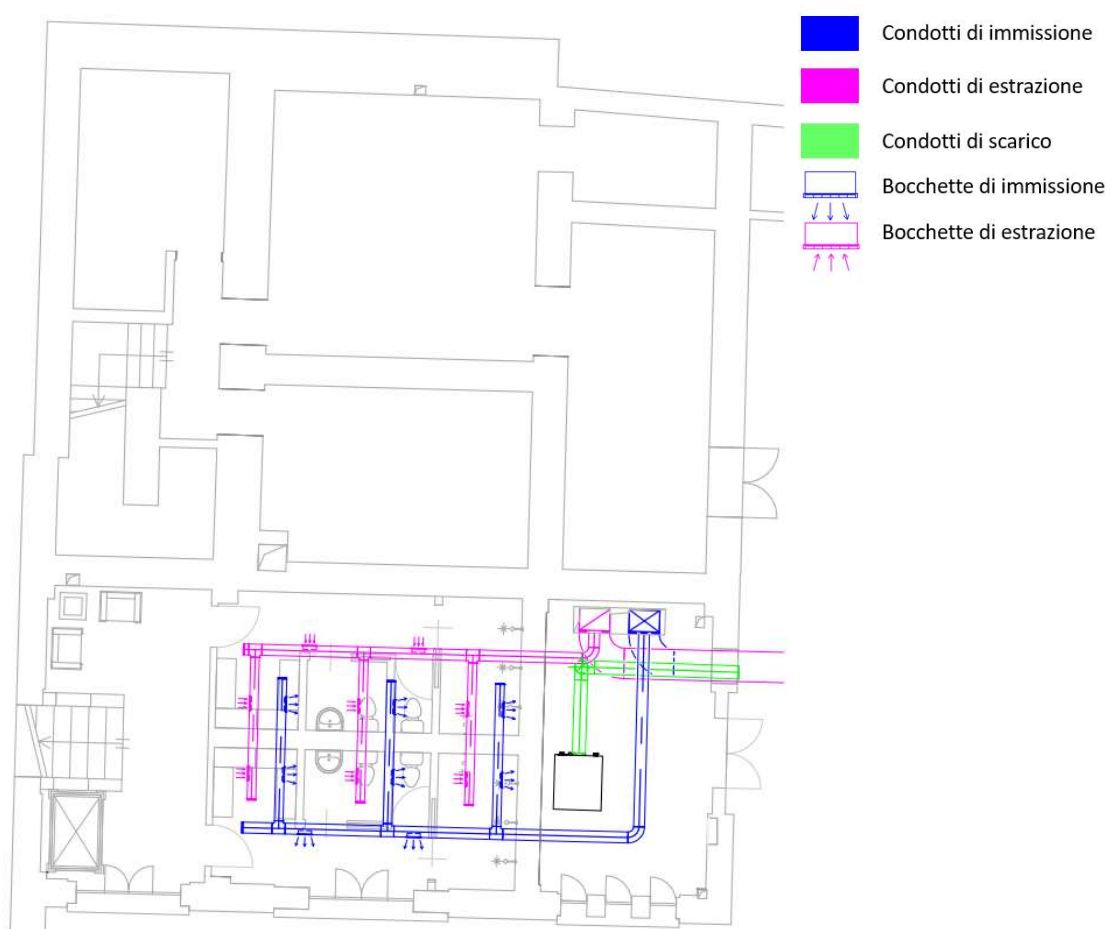 Condotti di immissione
Condotti di estrazione
Condotti di scarico
Bocchette di immissione
Bocchette di estrazione